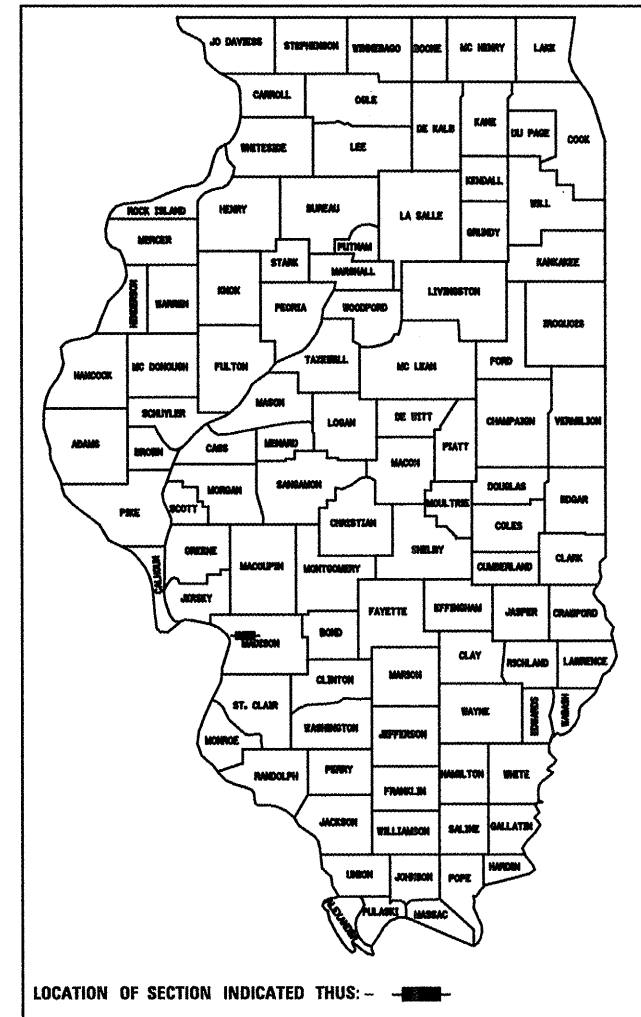 JO DAVIESS STEPHENSON WINNEBAGO BOONE MC HENRY LAKE
CARROLL OGLE DE KALB KANE DU PAGE COOK
WHITESIDE LEE
KENDALL WILL
ROCK ISLAND HENRY BUREAU LA SALLE GRUNDY
MERCER PUTNAM
STARK MARSHALL KANKAKEE
HENDERSON WARREN KNOX PEORIA WOODFORD LIVINGSTON IROQUOIS
HANCOCK MC DONOUGH FULTON TAZEWELL MC LEAN FORD
SCHUYLER MASON LOGAN DE WITT CHAMPAIGN VERMILION
ADAMS BROWN CASS MENARD MACON PIATT
PIKE SCOTT MORGAN SANGAMON MOULTRIE DOUGLAS EDGAR
CHRISTIAN COLES
CALHOUN GREENE MACOUPIN MONTGOMERY SHELBY CUMBERLAND CLARK
JERSEY FAYETTE EFFINGHAM JASPER CRAWFORD
MADISON BOND CLAY RICHLAND LAWRENCE
CLINTON MARION
ST. CLAIR WAYNE EDWARDS WABASH
MONROE WASHINGTON JEFFERSON
RANDOLPH PERRY HAMILTON WHITE
FRANKLIN
JACKSON WILLIAMSON SALINE GALLATIN
UNION JOHNSON POPE HARDIN
ALEXANDER PULASKI MASSAC
LOCATION OF SECTION INDICATED THUS: -